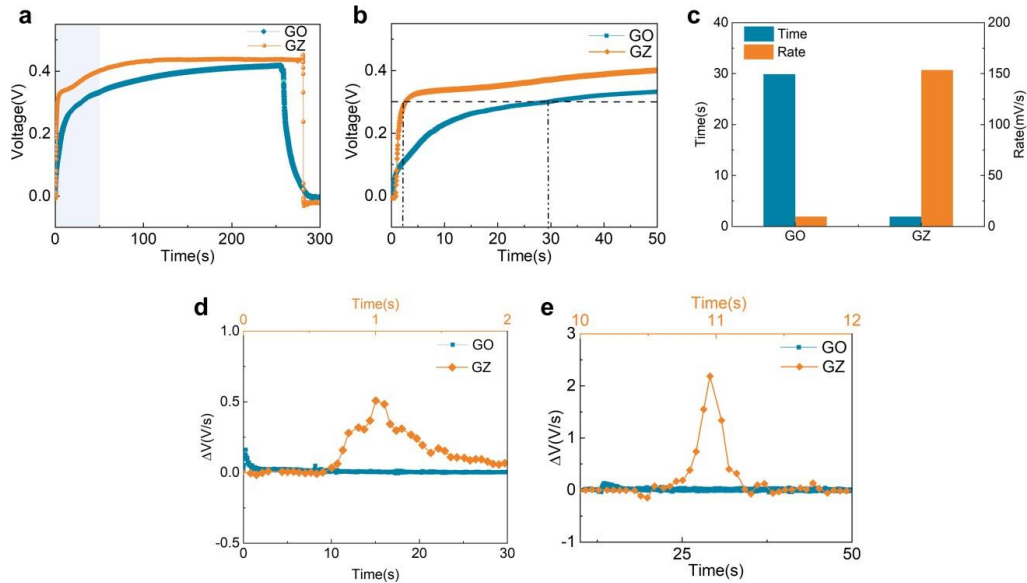 a
GO
GZ
Voltage(V)
0.4
0.2
0.0
0 100 200 300
Time(s)
b
GO
GZ
Voltage(V)
0.6
0.4
0.2
0.0
0 10 20 30 40 50
Time(s)
c
Time
Rate
Time(s)
40
30
20
10
0
Rate(mV/s)
200
150
100
50
0
GO GZ
d
Time(s)
0 1 2
GO
GZ
ΔV(V/s)
1.0
0.5
0.0
-0.5
0 10 20 30
Time(s)
e
Time(s)
10 11 12
GO
GZ
ΔV(V/s)
3
2
1
0
-1
25 50
Time(s)